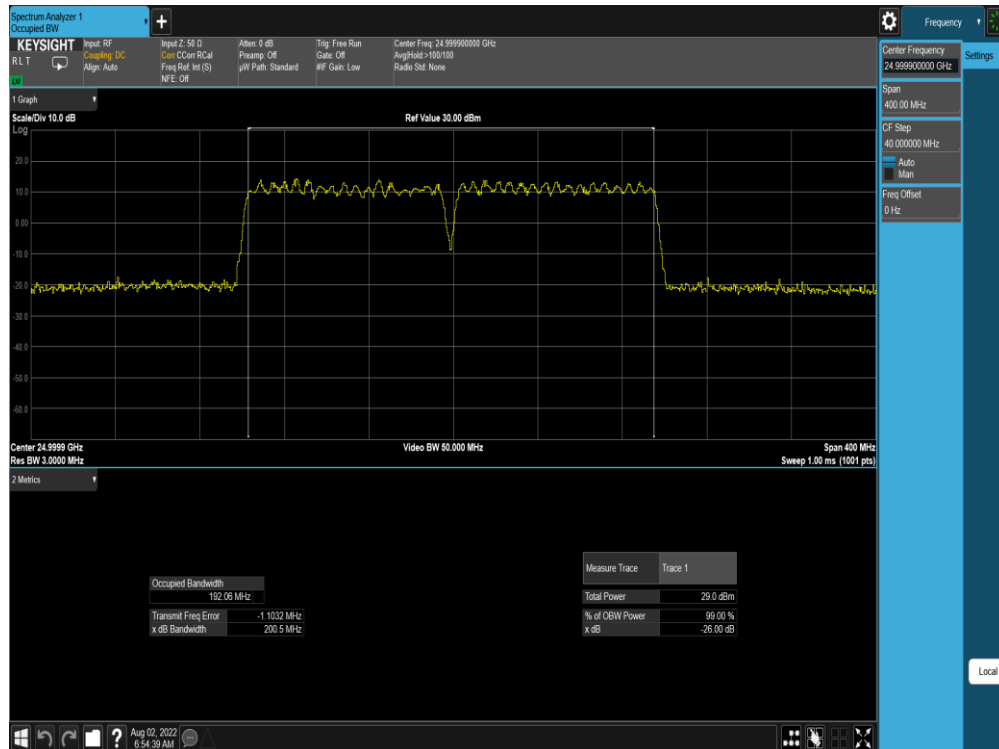 Spectrum Analyzer 1
Occupied BW
+
Frequency
KEYSIGHT
RLT
LV
Input: RF
Coupling: DC
Align: Auto
Input Z: 50 Ω
Corr CCorr RCal
Freq Ref: Int (S)
NFE: Off
Atten: 0 dB
Preamp: Off
µW Path: Standard
Trig: Free Run
Gate: Off
#IF Gain: Low
Center Freq: 24.999900000 GHz
Avg|Hold:>100/100
Radio Std: None
Center Frequency
24.999900000 GHz
Settings
Span
400.00 MHz
CF Step
40.000000 MHz
Auto
Man
Freq Offset
0 Hz
1 Graph
Scale/Div 10.0 dB
Ref Value 30.00 dBm
Log
20.0
10.0
0.00
-10.0
-20.0
-30.0
-40.0
-50.0
-60.0
Center 24.9999 GHz
Video BW 50.000 MHz
Span 400 MHz
Res BW 3.0000 MHz
Sweep 1.00 ms (1001 pts)
2 Metrics
Occupied Bandwidth
192.06 MHz
Transmit Freq Error -1.1032 MHz
x dB Bandwidth 200.5 MHz
Measure Trace Trace 1
Total Power 29.0 dBm
% of OBW Power 99.00 %
x dB -26.00 dB
Local
?
Aug 02, 2022
6:54:39 AM